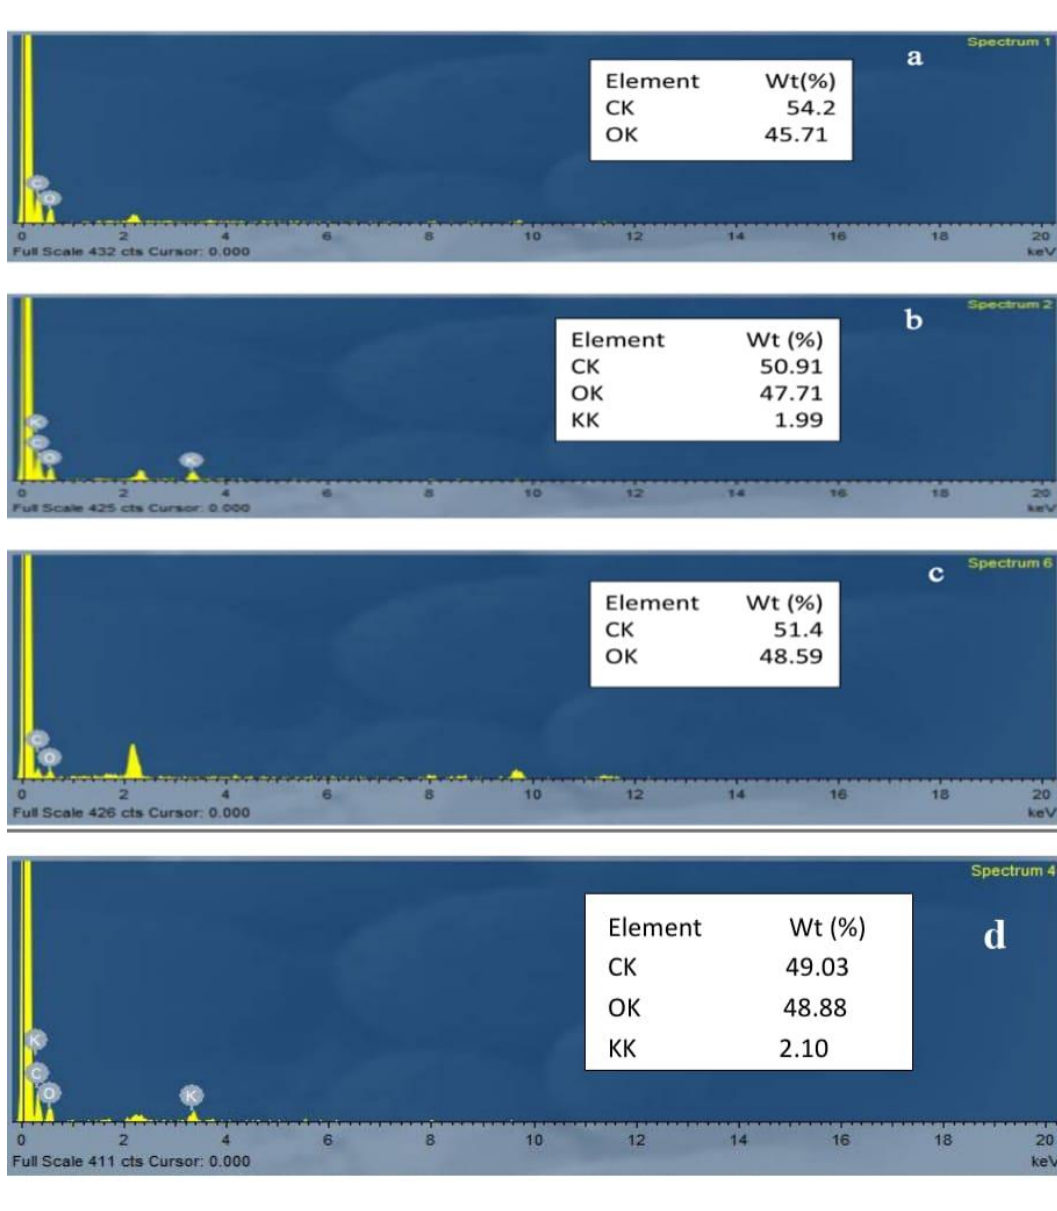 Spectrum 1
a
Element Wt(%)
CK 54.2
OK 45.71
C
O
0 2 4 6 8 10 12 14 16 18 20
Full Scale 432 cts Cursor: 0.000 keV
Spectrum 2
b
Element Wt (%)
CK 50.91
OK 47.71
KK 1.99
K
C
O K
0 2 4 6 8 10 12 14 16 18 20
Full Scale 425 cts Cursor: 0.000 keV
Spectrum 6
c
Element Wt (%)
CK 51.4
OK 48.59
C
O
0 2 4 6 8 10 12 14 16 18 20
Full Scale 426 cts Cursor: 0.000 keV
Spectrum 4
d
Element Wt (%)
CK 49.03
OK 48.88
KK 2.10
K
C
O K
0 2 4 6 8 10 12 14 16 18 20
Full Scale 411 cts Cursor: 0.000 keV